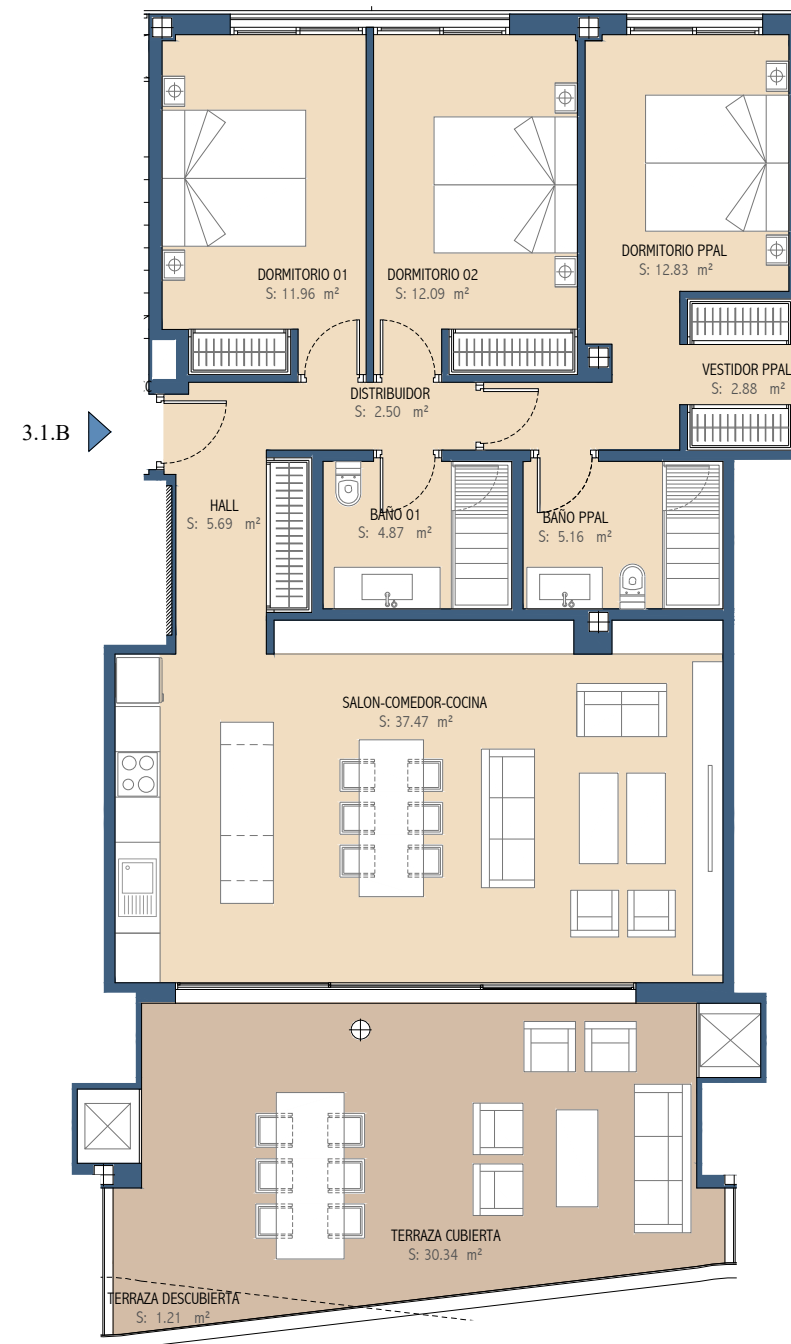 DORMITORIO 01
S: 11.96 m²
DORMITORIO 02
S: 12.09 m²
DORMITORIO PPAL
S: 12.83 m²
VESTIDOR PPAL
S: 2.88 m²
DISTRIBUIDOR
S: 2.50 m²
3.1.B
HALL
S: 5.69 m²
BAÑO 01
S: 4.87 m²
BAÑO PPAL
S: 5.16 m²
SALON-COMEDOR-COCINA
S: 37.47 m²
TERRAZA CUBIERTA
S: 30.34 m²
TERRAZA DESCUBIERTA
S: 1.21 m²